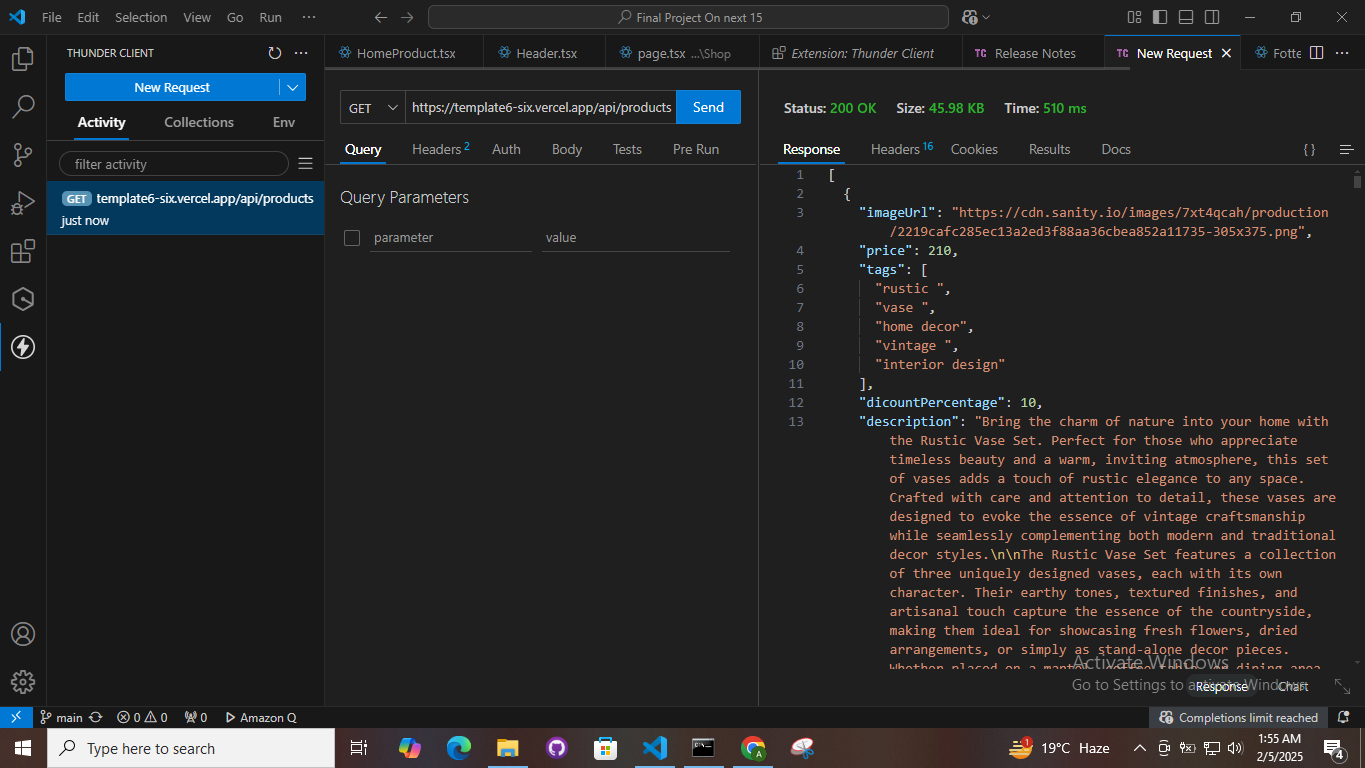 File Edit Selection View Go Run ···
Final Project On next 15
THUNDER CLIENT
HomeProduct.tsx
Header.tsx
page.tsx ...\Shop
Extension: Thunder Client
TC Release Notes
TC New Request
Fotte
New Request
Activity Collections Env
filter activity
GET template6-six.vercel.app/api/products
just now
GET https://template6-six.vercel.app/api/products Send
Query Headers 2 Auth Body Tests Pre Run
Query Parameters
parameter value
Status: 200 OK Size: 45.98 KB Time: 510 ms
Response Headers 16 Cookies Results Docs { }
1 [
2 {
3 "imageUrl": "https://cdn.sanity.io/images/7xt4qcah/production
/2219cafc285ec13a2ed3f88aa36cbea852a11735-305x375.png",
4 "price": 210,
5 "tags": [
6 "rustic ",
7 "vase ",
8 "home decor",
9 "vintage ",
10 "interior design"
11 ],
12 "dicountPercentage": 10,
13 "description": "Bring the charm of nature into your home with
the Rustic Vase Set. Perfect for those who appreciate
timeless beauty and a warm, inviting atmosphere, this set
of vases adds a touch of rustic elegance to any space.
Crafted with care and attention to detail, these vases are
designed to evoke the essence of vintage craftsmanship
while seamlessly complementing both modern and traditional
decor styles.\n\nThe Rustic Vase Set features a collection
of three uniquely designed vases, each with its own
character. Their earthy tones, textured finishes, and
artisanal touch capture the essence of the countryside,
making them ideal for showcasing fresh flowers, dried
arrangements, or simply as stand-alone decor pieces.
Whether placed on a mantel, coffee table, or dining area,
Activate Windows
Go to Settings to activate Windows.
Response Chart
main 0 0 0 Amazon Q
Completions limit reached
Type here to search
19°C Haze
1:55 AM
2/5/2025
4